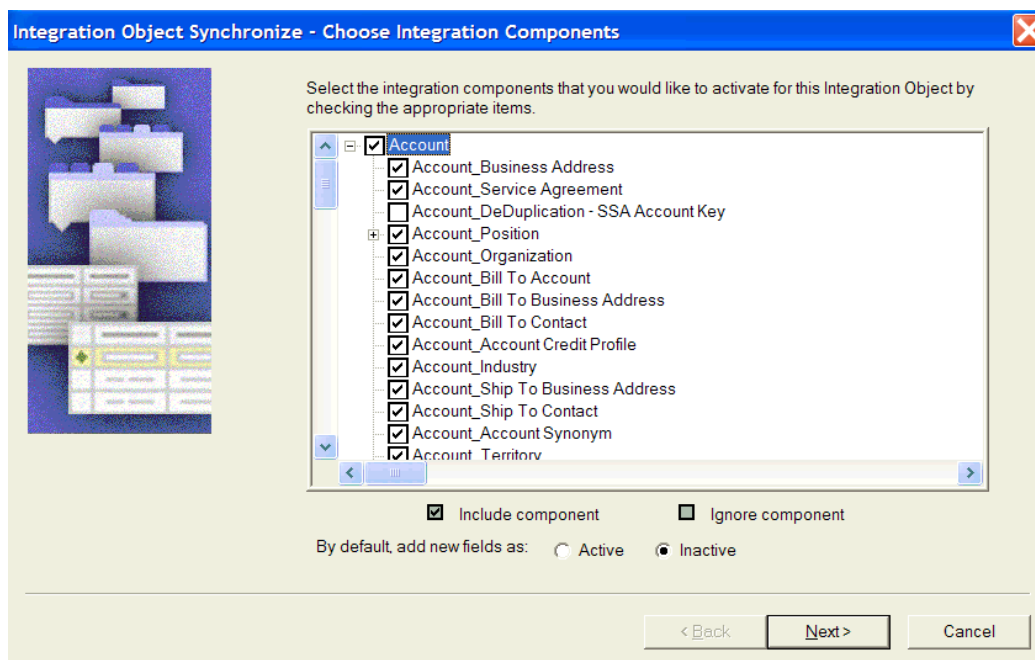 Integration Object Synchronize - Choose Integration Components
Select the integration components that you would like to activate for this Integration Object by
checking the appropriate items.
Account
Account_Business Address
Account_Service Agreement
Account_DeDuplication - SSA Account Key
Account_Position
Account_Organization
Account_Bill To Account
Account_Bill To Business Address
Account_Bill To Contact
Account_Account Credit Profile
Account_Industry
Account_Ship To Business Address
Account_Ship To Contact
Account_Account Synonym
Account_Territory
Include component Ignore component
By default, add new fields as: Active Inactive
< Back Next > Cancel